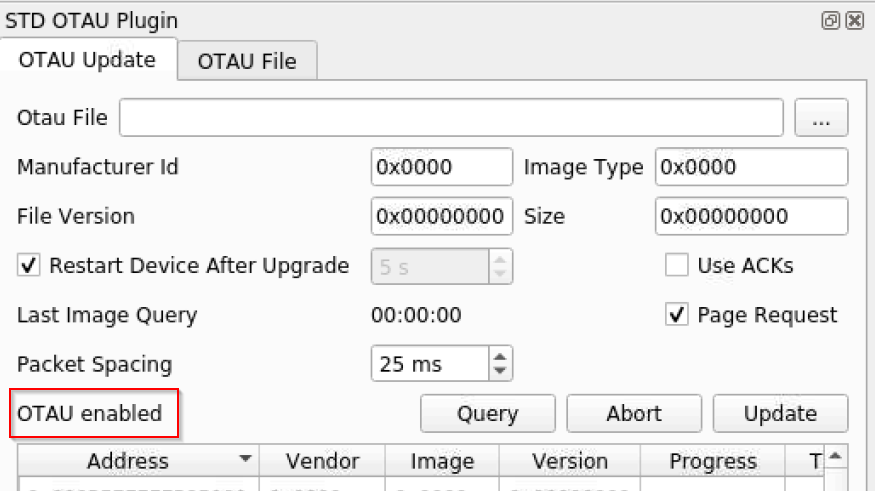 STD OTAU Plugin
OTAU Update OTAU File
Otau File ...
Manufacturer Id 0x0000 Image Type 0x0000
File Version 0x00000000 Size 0x00000000
Restart Device After Upgrade 5 s Use ACKs
Last Image Query 00:00:00 Page Request
Packet Spacing 25 ms
OTAU enabled Query Abort Update
Address Vendor Image Version Progress T